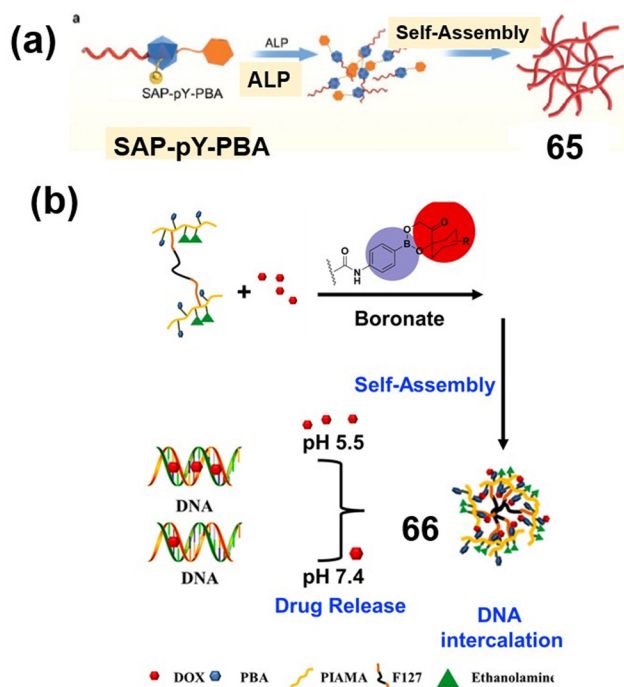 (a)
a
SAP-pY-PBA
ALP
ALP
Self-Assembly
SAP-pY-PBA
65
(b)
+
O
N
H
B
O
O
O
R
Boronate
Self-Assembly
pH 5.5
DNA
DNA
pH 7.4
Drug Release
66
DNA
intercalation
DOX PBA PIAMA F127 Ethanolamine